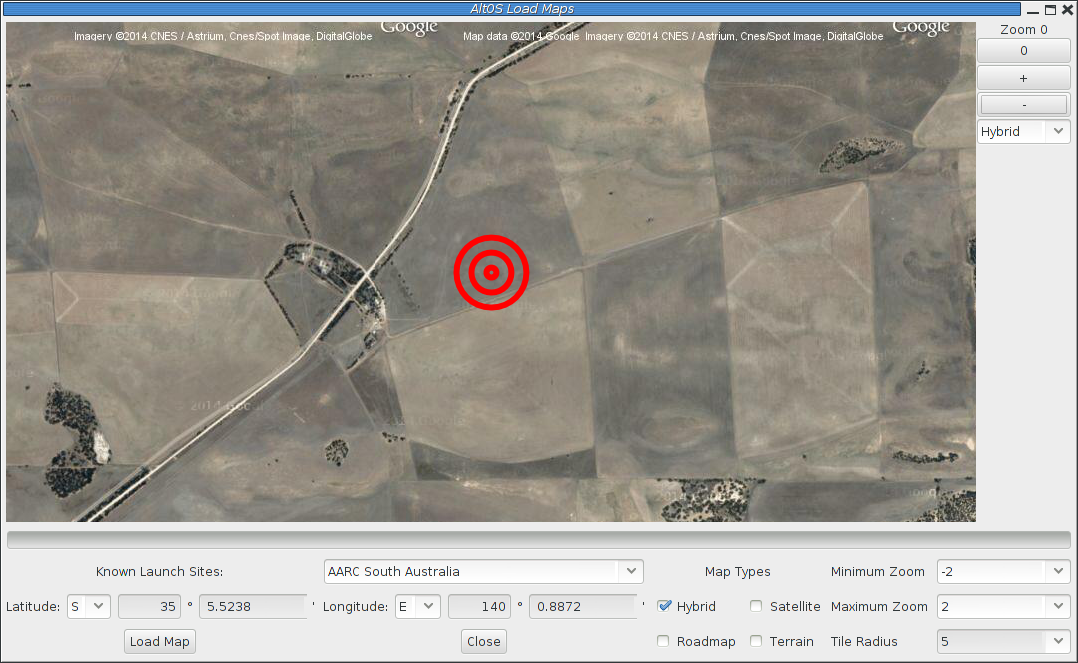 AltOS Load Maps
Google Google
Imagery ©2014 CNES / Astrium, Cnes/Spot Image, DigitalGlobe Map data ©2014 Google Imagery ©2014 CNES / Astrium, Cnes/Spot Image, DigitalGlobe
Zoom 0
0
+
-
Hybrid
Known Launch Sites: AARC South Australia Map Types Minimum Zoom -2
Latitude: S 35 ° 5.5238 ' Longitude: E 140 ° 0.8872 ' Hybrid Satellite Maximum Zoom 2
Load Map Close Roadmap Terrain Tile Radius 5